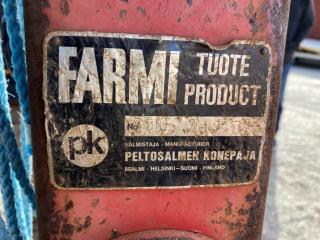 FARMI TUOTE
PRODUCT
No
pk
VALMISTAJA - MANUFACTURER
PELTOSALMEN KONEPAJA
IISALMI - HELSINKI - SUOMI - FINLAND